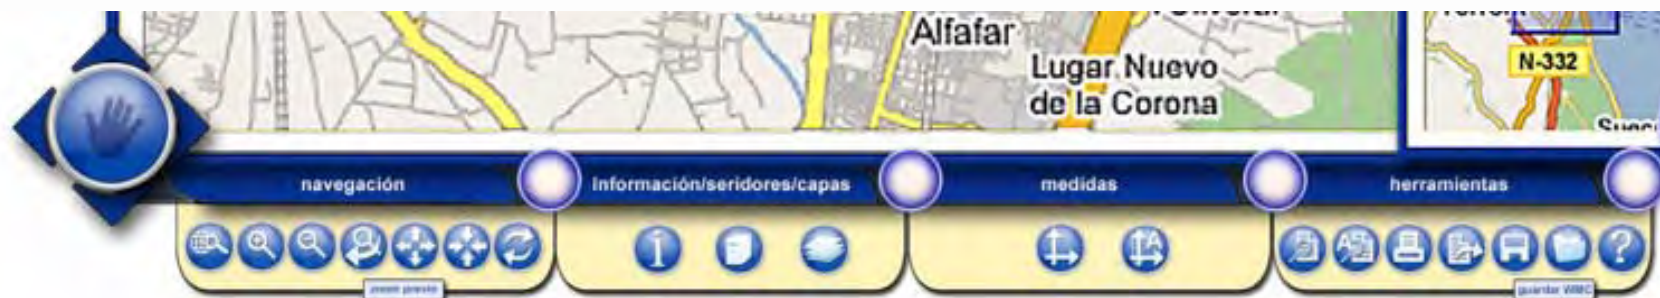 Alfafar
Lugar Nuevo
de la Corona
N-332
navegación
Información/seridores/capas
medidas
herramientas
zoom previo
guardar WMC